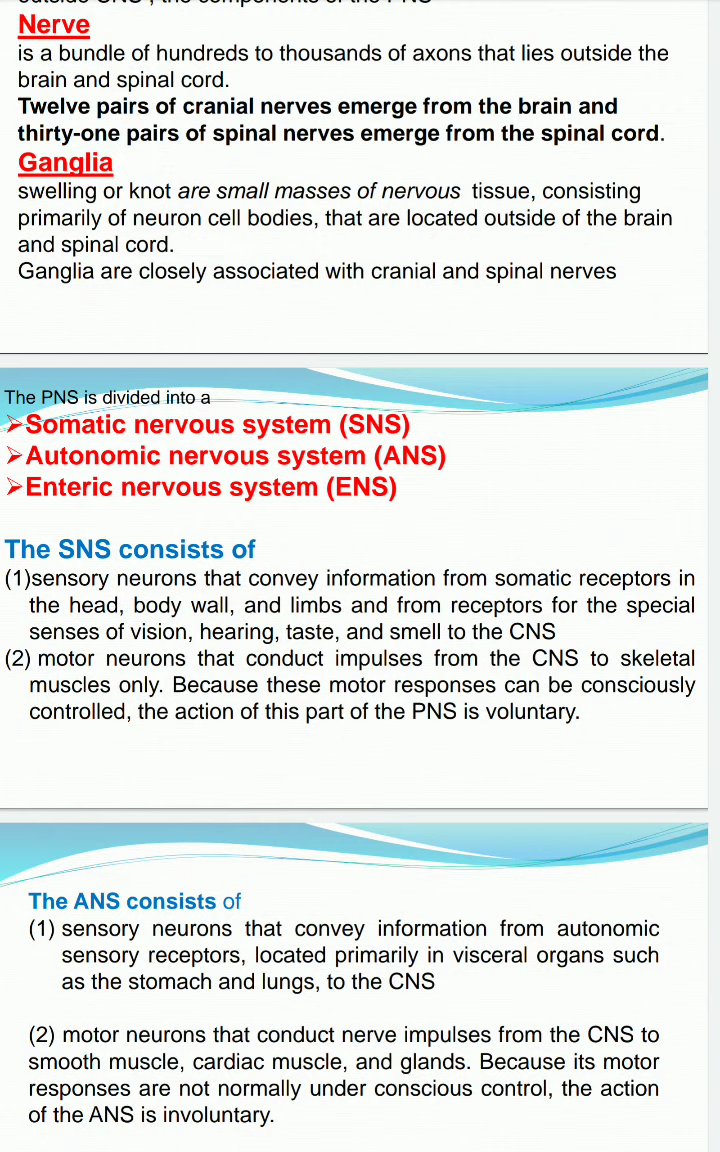 outside CNS , the components of the PNS
Nerve
is a bundle of hundreds to thousands of axons that lies outside the
brain and spinal cord.
Twelve pairs of cranial nerves emerge from the brain and
thirty-one pairs of spinal nerves emerge from the spinal cord.
Ganglia
swelling or knot are small masses of nervous tissue, consisting
primarily of neuron cell bodies, that are located outside of the brain
and spinal cord.
Ganglia are closely associated with cranial and spinal nerves
The PNS is divided into a
➢Somatic nervous system (SNS)
➢Autonomic nervous system (ANS)
➢Enteric nervous system (ENS)
The SNS consists of
(1)sensory neurons that convey information from somatic receptors in
the head, body wall, and limbs and from receptors for the special
senses of vision, hearing, taste, and smell to the CNS
(2) motor neurons that conduct impulses from the CNS to skeletal
muscles only. Because these motor responses can be consciously
controlled, the action of this part of the PNS is voluntary.
The ANS consists of
(1) sensory neurons that convey information from autonomic
sensory receptors, located primarily in visceral organs such
as the stomach and lungs, to the CNS
(2) motor neurons that conduct nerve impulses from the CNS to
smooth muscle, cardiac muscle, and glands. Because its motor
responses are not normally under conscious control, the action
of the ANS is involuntary.